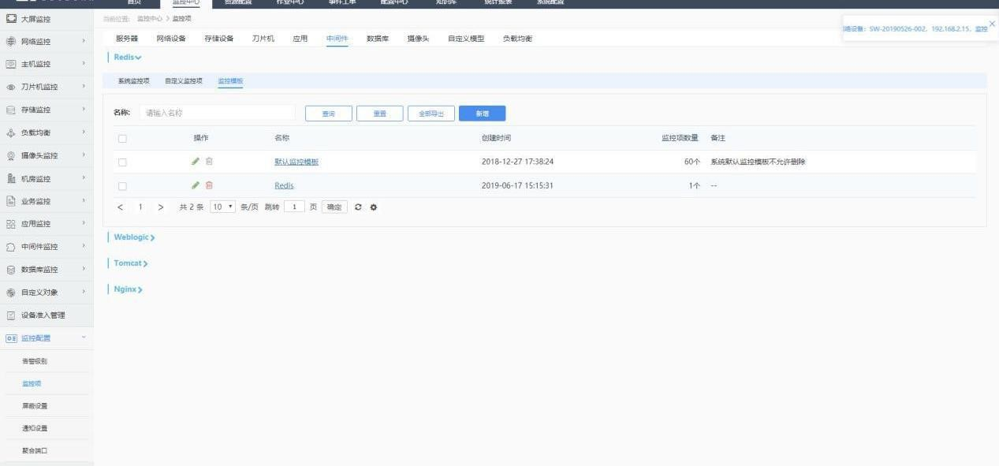 首页 监控中心 资源配置 作业中心 事件工单 配置中心 知识库 统计报表 系统配置
当前位置: 监控中心 > 监控项
服务器 网络设备 存储设备 刀片机 应用 中间件 数据库 摄像头 自定义模型 负载均衡
络设备: SW-20190526-002, 192.168.2.15, 监控
大屏监控
网络监控
主机监控
刀片机监控
存储监控
负载均衡
摄像头监控
机房监控
业务监控
应用监控
中间件监控
数据库监控
自定义对象
设备准入管理
监控配置
告警级别
监控项
屏蔽设置
通知设置
聚合端口
Redis
系统监控项 自定义监控项 监控模板
名称: 请输入名称 查询 重置 全部导出 新增
操作 名称 创建时间 监控项数量 备注
默认监控模板 2018-12-27 17:38:24 60个 系统默认监控模板不允许删除
Redis 2019-06-17 15:15:31 1个 --
< 1 > 共 2 条 10 条/页 跳转 1 页 确定
Weblogic
Tomcat
Nginx